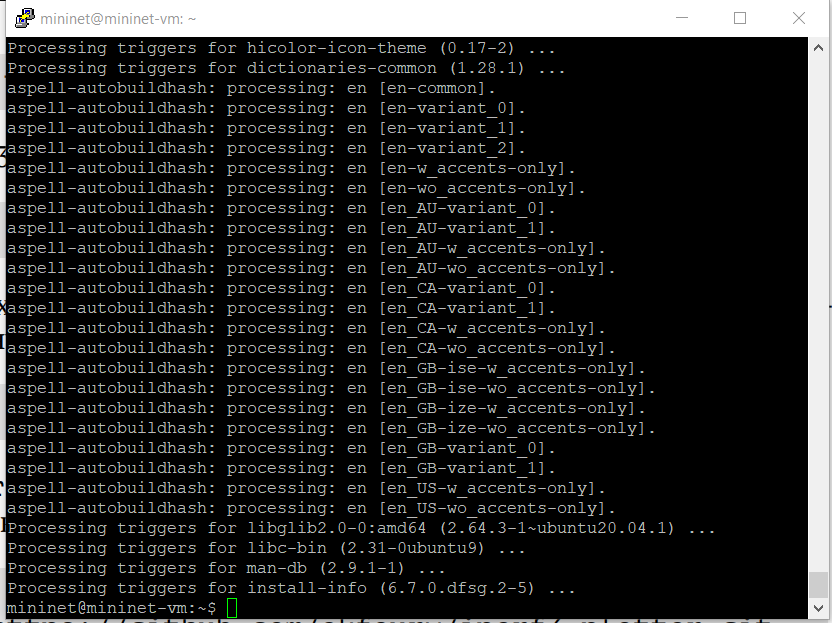 mininet@mininet-vm: ~
Processing triggers for hicolor-icon-theme (0.17-2) ...
Processing triggers for dictionaries-common (1.28.1) ...
aspell-autobuildhash: processing: en [en-common].
aspell-autobuildhash: processing: en [en-variant_0].
aspell-autobuildhash: processing: en [en-variant_1].
aspell-autobuildhash: processing: en [en-variant_2].
aspell-autobuildhash: processing: en [en-w_accents-only].
aspell-autobuildhash: processing: en [en-wo_accents-only].
aspell-autobuildhash: processing: en [en_AU-variant_0].
aspell-autobuildhash: processing: en [en_AU-variant_1].
aspell-autobuildhash: processing: en [en_AU-w_accents-only].
aspell-autobuildhash: processing: en [en_AU-wo_accents-only].
aspell-autobuildhash: processing: en [en_CA-variant_0].
aspell-autobuildhash: processing: en [en_CA-variant_1].
aspell-autobuildhash: processing: en [en_CA-w_accents-only].
aspell-autobuildhash: processing: en [en_CA-wo_accents-only].
aspell-autobuildhash: processing: en [en_GB-ise-w_accents-only].
aspell-autobuildhash: processing: en [en_GB-ise-wo_accents-only].
aspell-autobuildhash: processing: en [en_GB-ize-w_accents-only].
aspell-autobuildhash: processing: en [en_GB-ize-wo_accents-only].
aspell-autobuildhash: processing: en [en_GB-variant_0].
aspell-autobuildhash: processing: en [en_GB-variant_1].
aspell-autobuildhash: processing: en [en_US-w_accents-only].
aspell-autobuildhash: processing: en [en_US-wo_accents-only].
Processing triggers for libglib2.0-0:amd64 (2.64.3-1~ubuntu20.04.1) ...
Processing triggers for libc-bin (2.31-0ubuntu9) ...
Processing triggers for man-db (2.9.1-1) ...
Processing triggers for install-info (6.7.0.dfsg.2-5) ...
mininet@mininet-vm:~$